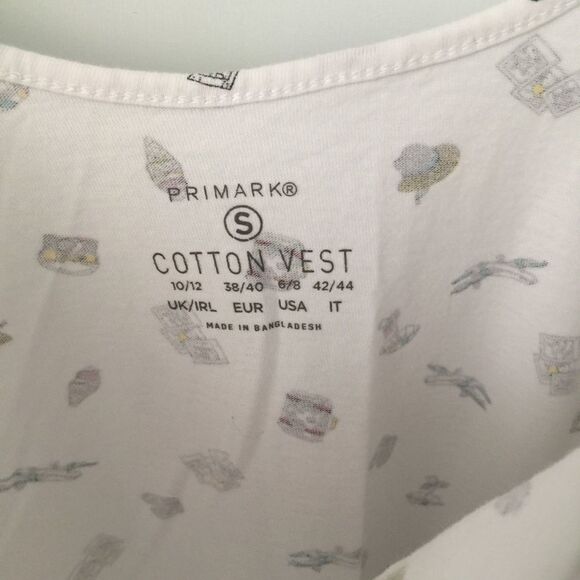 PRIMARK®
S
COTTON VEST
10/12 38/40 6/8 42/44
UK/IRL EUR USA IT
MADE IN BANGLADESH